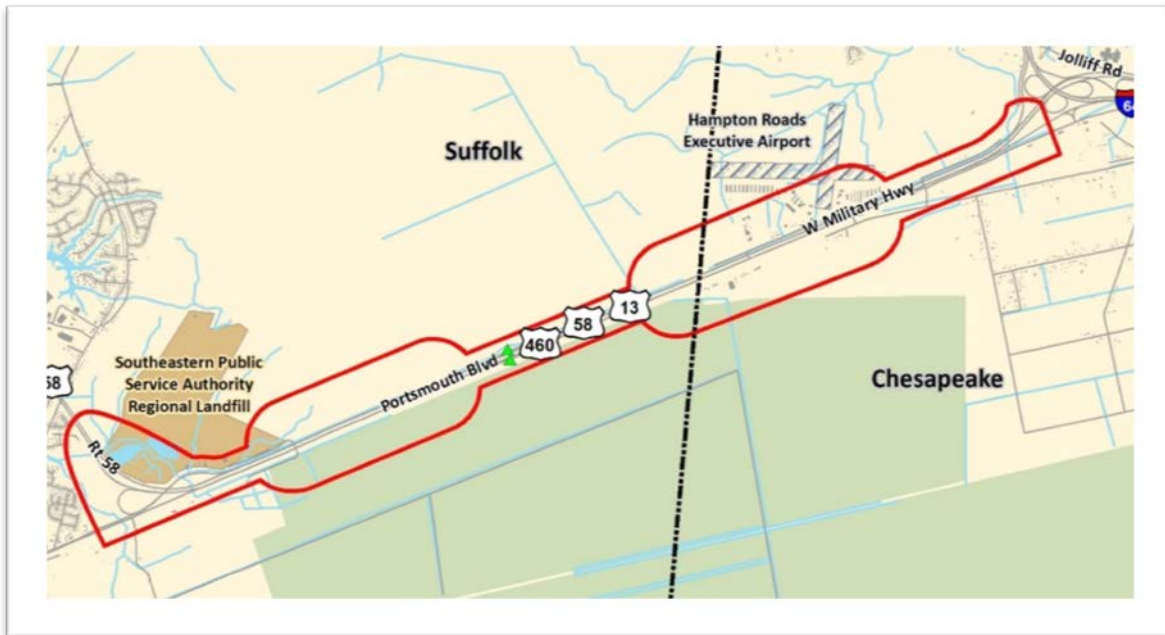 Jolliff Rd
64
Hampton Roads
Executive Airport
Suffolk
W Military Hwy
13
58
460
Portsmouth Blvd
Southeastern Public
Service Authority
Regional Landfill
Chesapeake
58
Rt 58